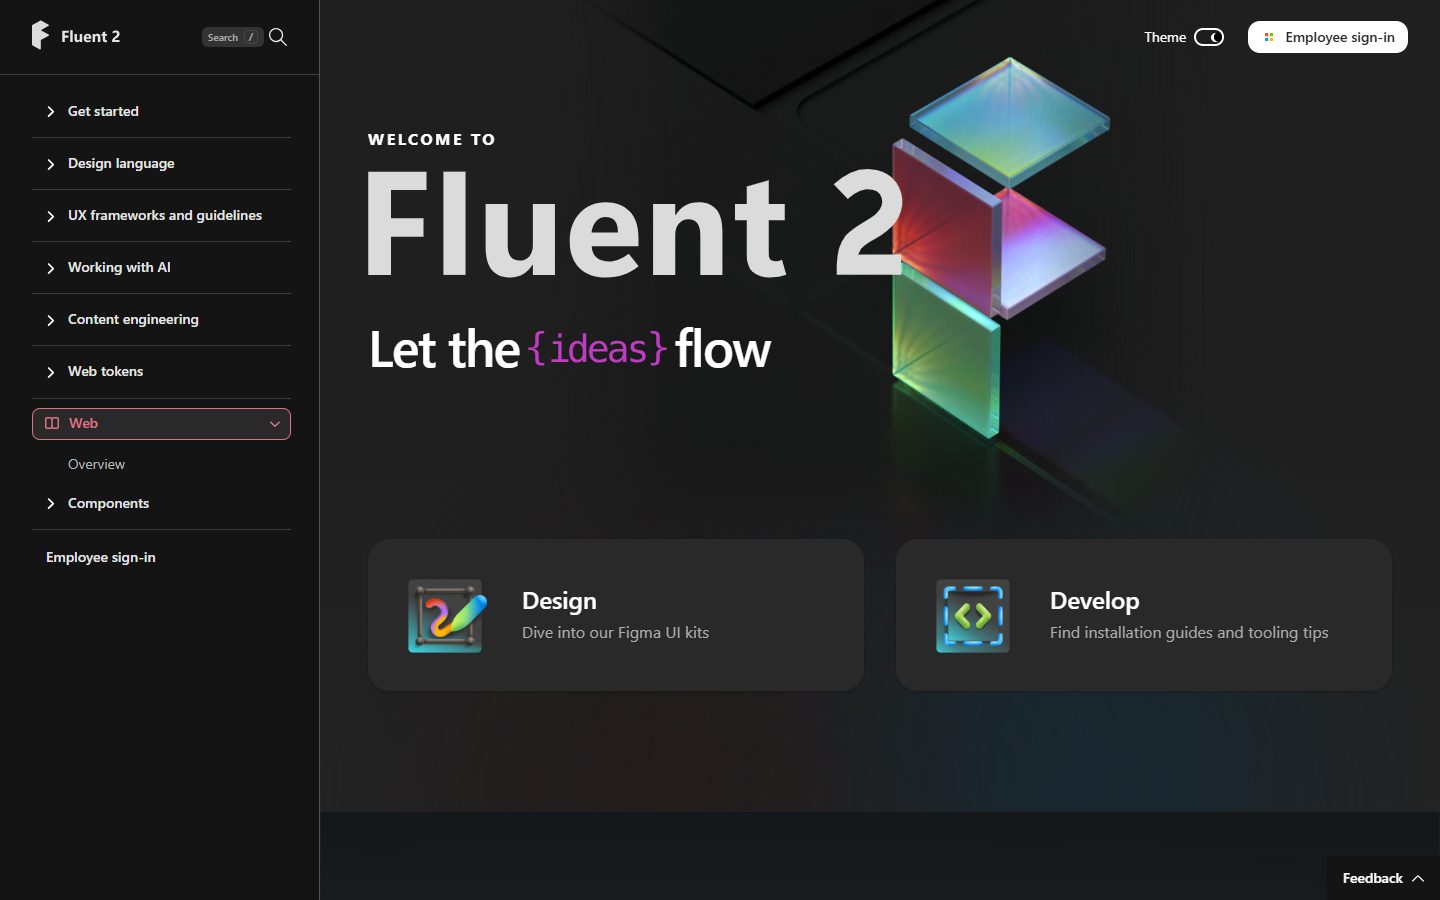 Fluent 2
Search /
Get started
Design language
UX frameworks and guidelines
Working with AI
Content engineering
Web tokens
Web
Overview
Components
Employee sign-in
Theme
Employee sign-in
WELCOME TO
Fluent 2
Let the {ideas} flow
Design
Dive into our Figma UI kits
Develop
Find installation guides and tooling tips
Feedback